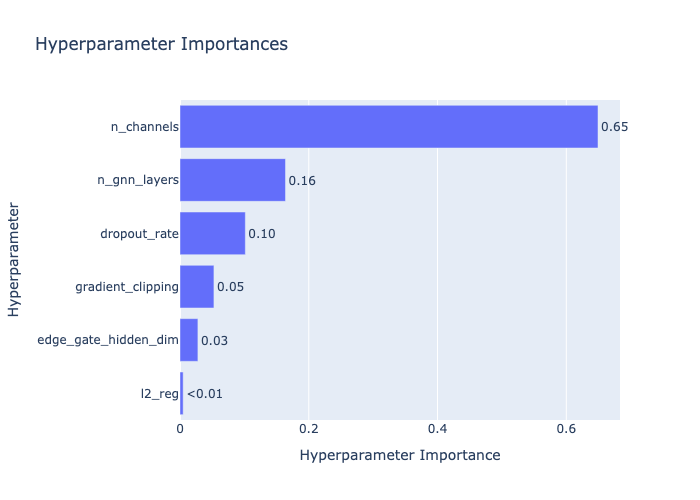 Hyperparameter Importances
Hyperparameter
n_channels 0.65
n_gnn_layers 0.16
dropout_rate 0.10
gradient_clipping 0.05
edge_gate_hidden_dim 0.03
l2_reg <0.01
0 0.2 0.4 0.6
Hyperparameter Importance